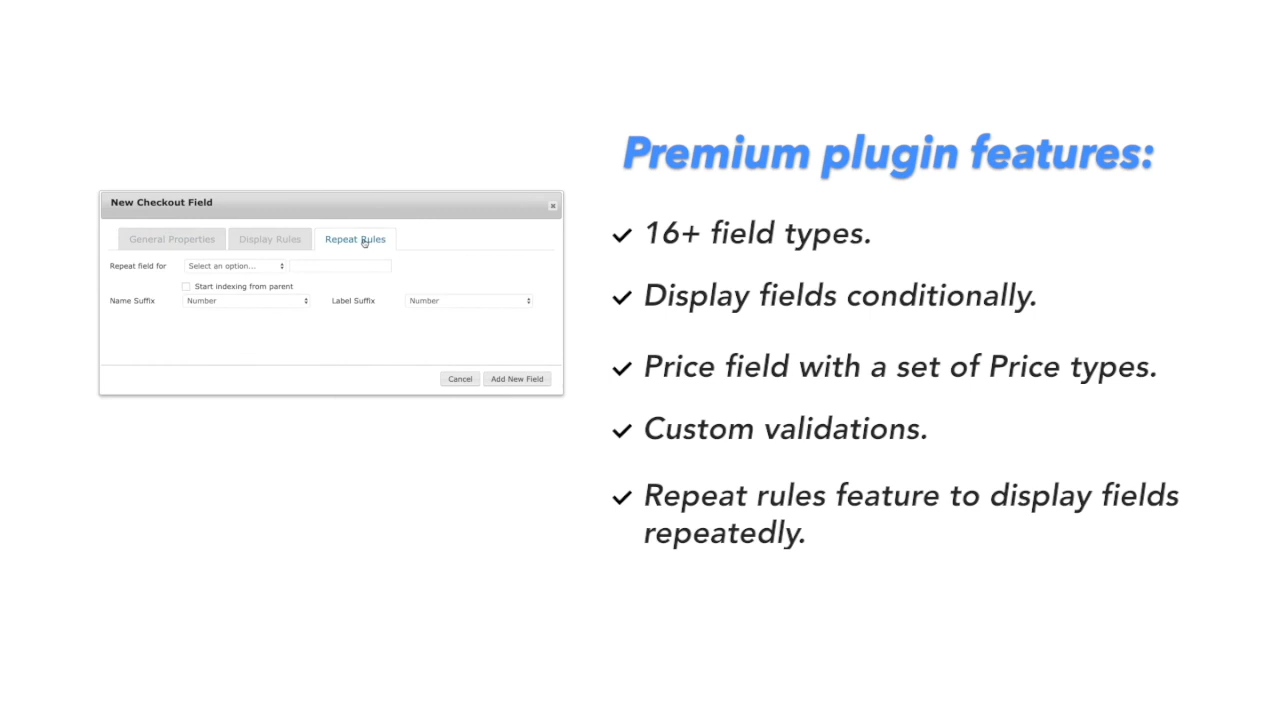 Premium plugin features:
New Checkout Field
General Properties Display Rules Repeat Rules
Repeat field for Select an option...
Start indexing from parent
Name Suffix Number Label Suffix Number
Cancel Add New Field
16+ field types.
Display fields conditionally.
Price field with a set of Price types.
Custom validations.
Repeat rules feature to display fields
repeatedly.